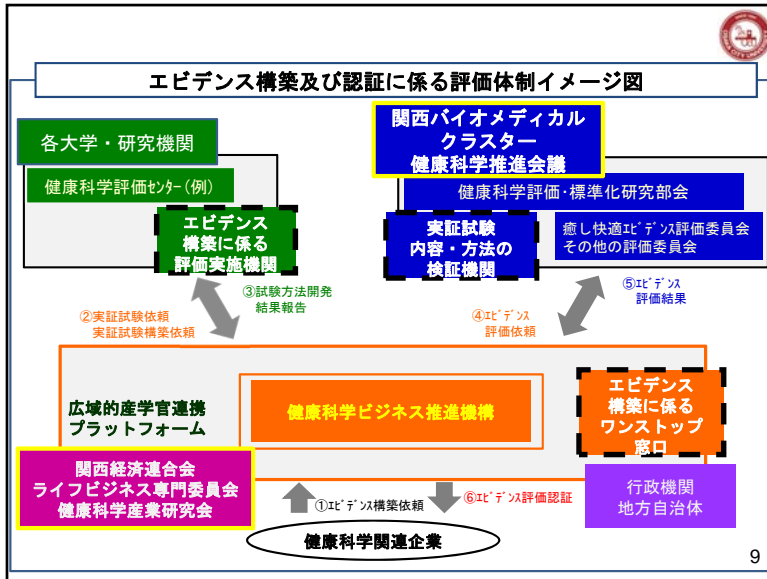 エビデンス構築及び認証に係る評価体制イメージ図
各大学・研究機関
健康科学評価ｾﾝﾀｰ(例)
エビデンス
構築に係る
評価実施機関
関西バイオメディカル
クラスター
健康科学推進会議
健康科学評価・標準化研究部会
実証試験
内容・方法の
検証機関
癒し快適ｴﾋﾞﾃﾞﾝｽ評価委員会
その他の評価委員会
②実証試験依頼
実証試験構築依頼
③試験方法開発
結果報告
④ｴﾋﾞﾃﾞﾝｽ
評価依頼
⑤ｴﾋﾞﾃﾞﾝｽ
評価結果
広域的産学官連携
プラットフォーム
健康科学ビジネス推進機構
エビデンス
構築に係る
ワンストップ
窓口
関西経済連合会
ライフビジネス専門委員会
健康科学産業研究会
行政機関
地方自治体
①ｴﾋﾞﾃﾞﾝｽ構築依頼
⑥ｴﾋﾞﾃﾞﾝｽ評価認証
健康科学関連企業
9